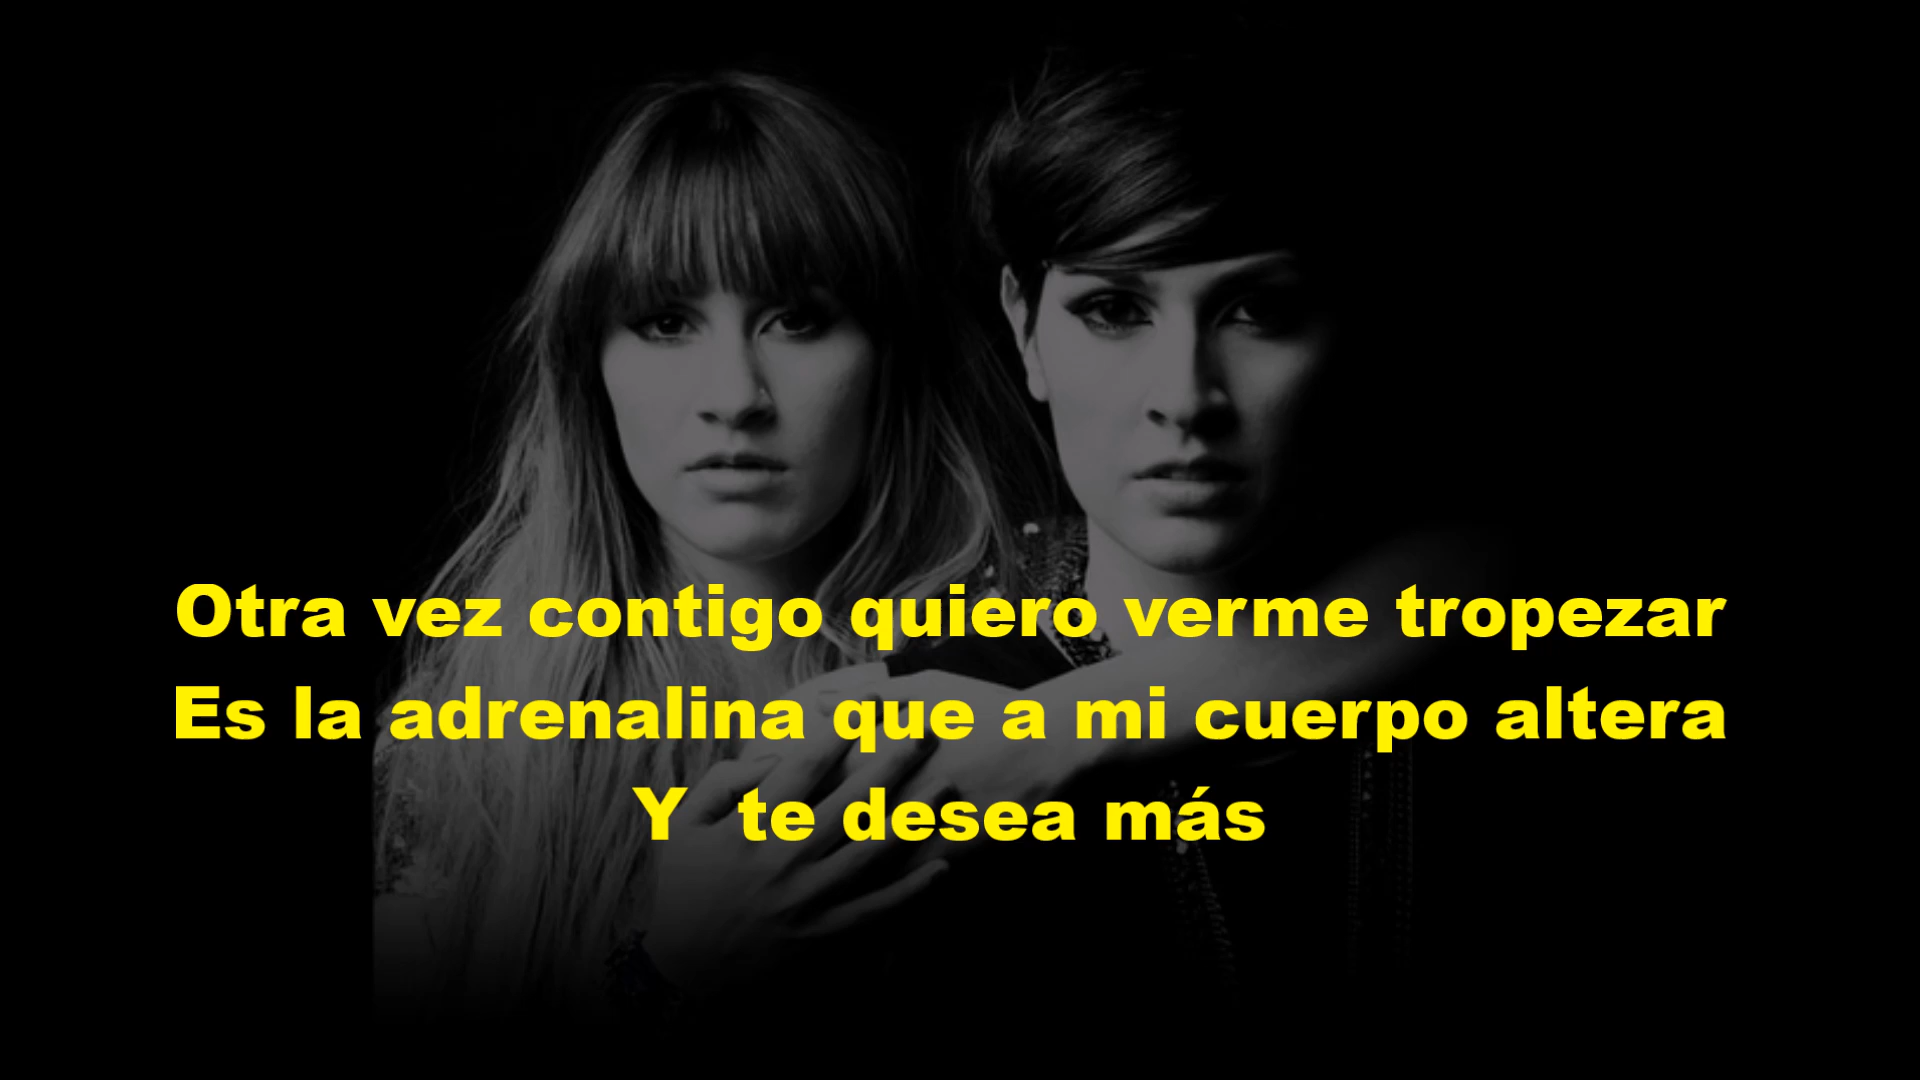 Otra vez contigo quiero verme tropezar
Es la adrenalina que a mi cuerpo altera
Y  te desea más